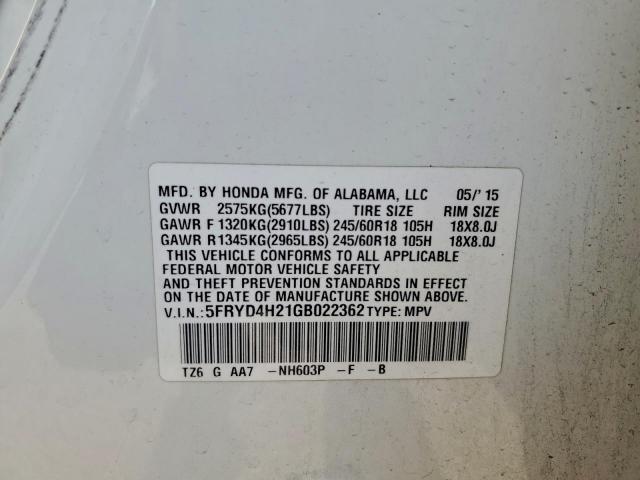 MFD. BY HONDA MFG. OF ALABAMA, LLC 05/'15
GVWR 2575KG(5677LBS) TIRE SIZE RIM SIZE
GAWR F 1320KG(2910LBS) 245/60R18 105H 18X8.0J
GAWR R1345KG(2965LBS) 245/60R18 105H 18X8.0J
THIS VEHICLE CONFORMS TO ALL APPLICABLE
FEDERAL MOTOR VEHICLE SAFETY
AND THEFT PREVENTION STANDARDS IN EFFECT
ON THE DATE OF MANUFACTURE SHOWN ABOVE.
V.I.N.:5FRYD4H21GB022362 TYPE: MPV
TZ6 G AA7 -NH603P -F -B